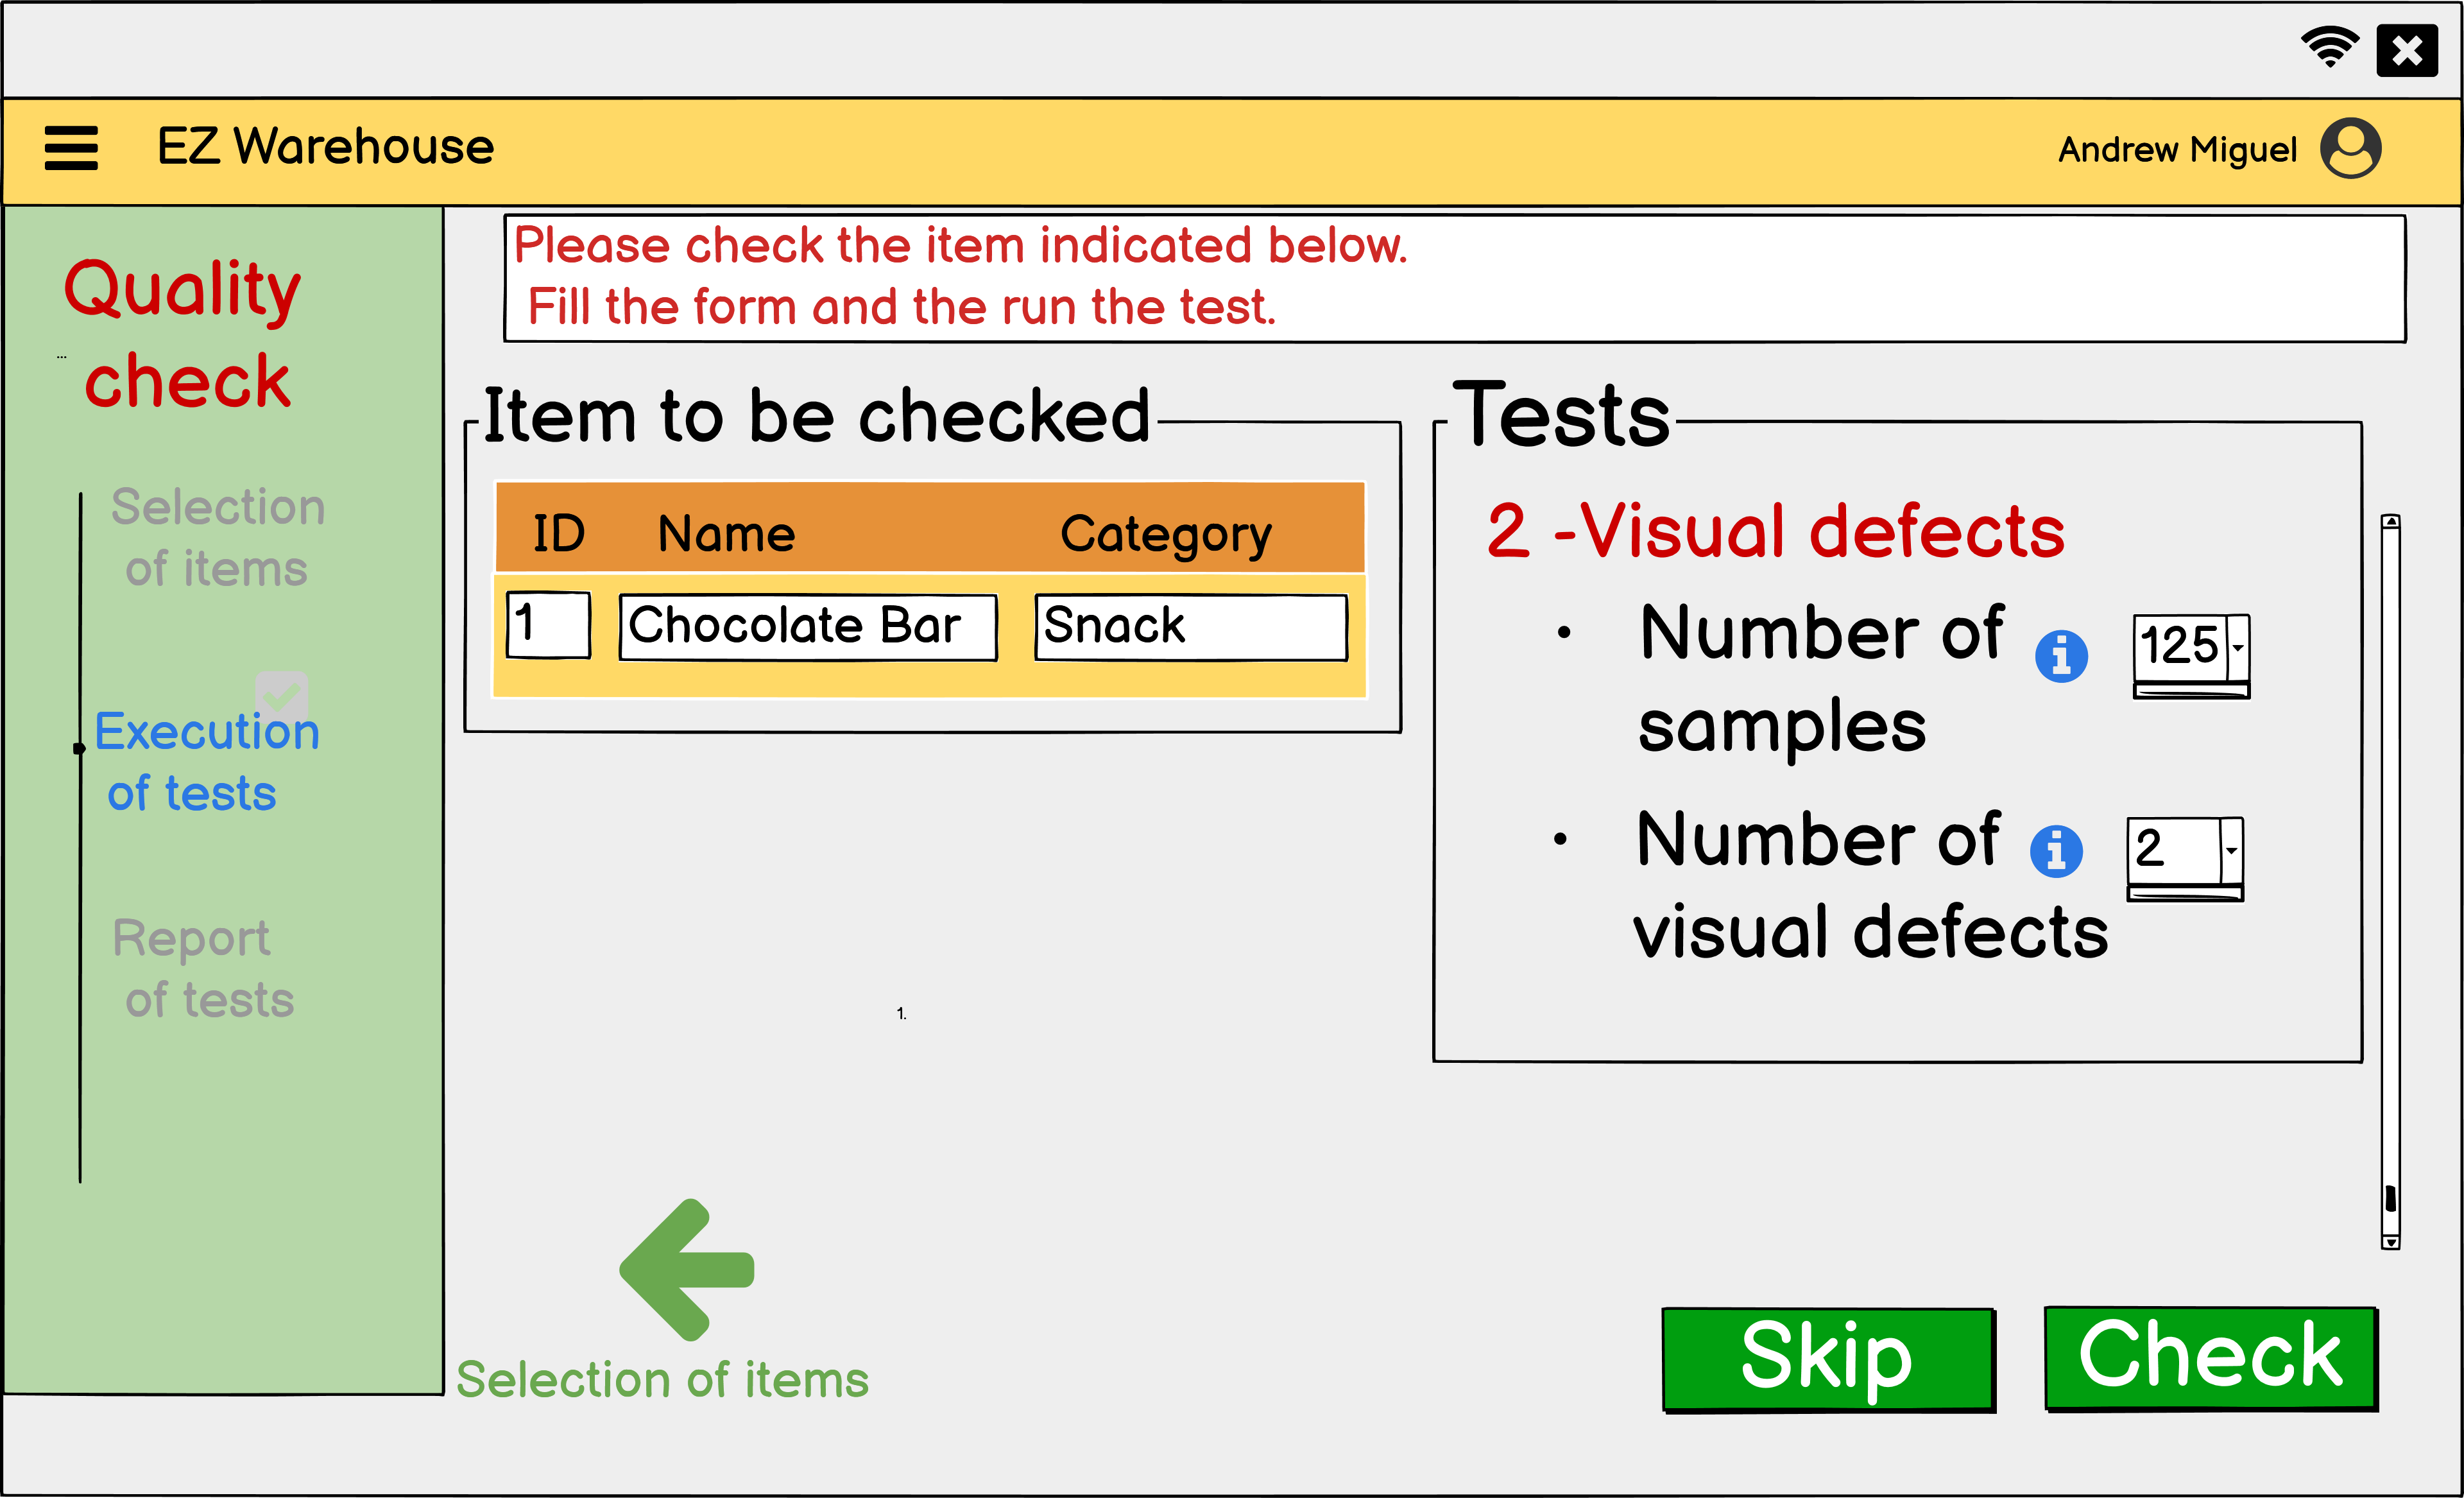 EZ Warehouse
Andrew Miguel
Quality
check
...
Selection
of items
Execution
of tests
Report
of tests
Please check the item indicated below.
Fill the form and the run the test.
Item to be checked
ID Name Category
1 Chocolate Bar Snack
1.
Selection of items
Tests
2 -Visual defects
• Number of 125
samples
• Number of 2
visual defects
Skip
Check